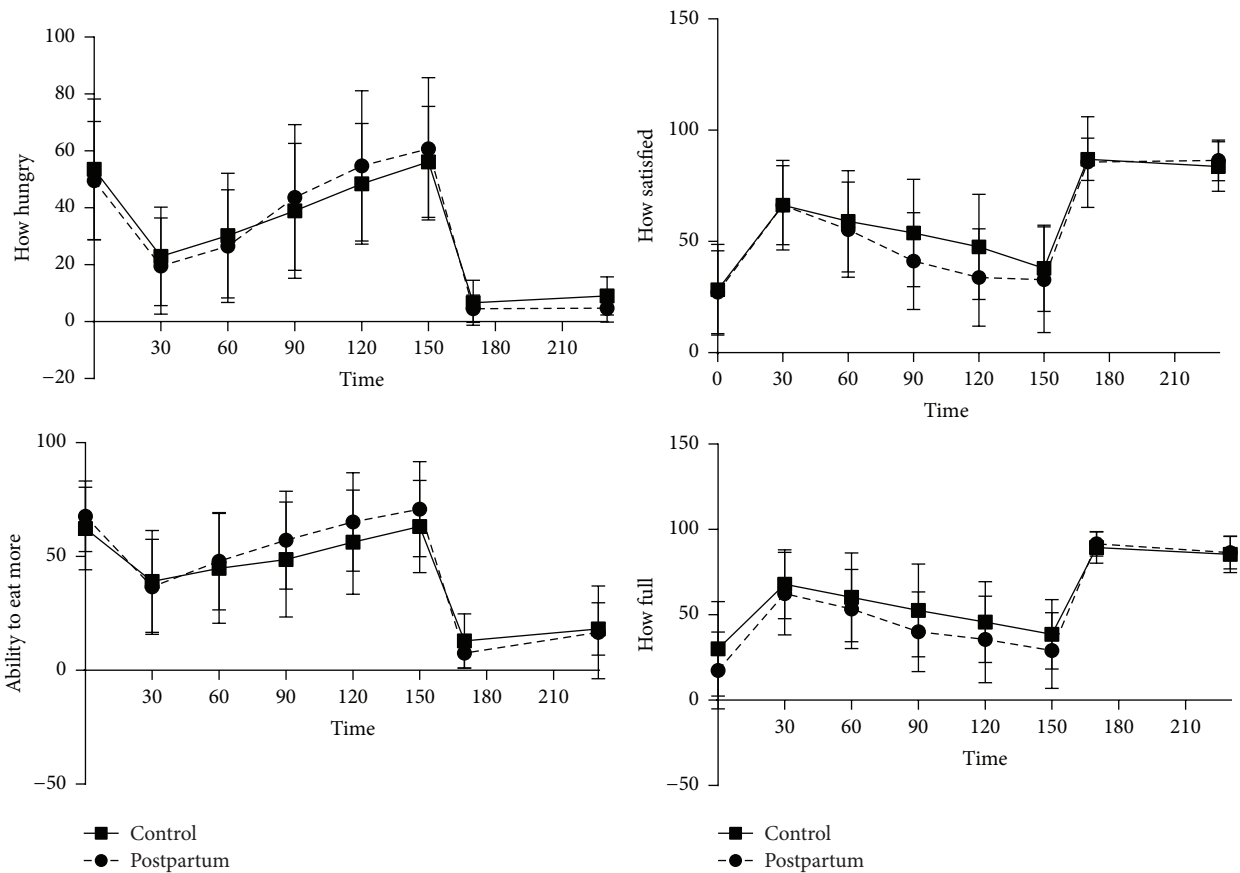 How hungry
100
80
60
40
20
0
−20
30 60 90 120 150 180 210
Time
How satisfied
150
100
50
0
0 30 60 90 120 150 180 210
Time
Ability to eat more
100
50
0
−50
30 60 90 120 150 180 210
Time
Control
Postpartum
How full
150
100
50
0
−50
30 60 90 120 150 180 210
Time
Control
Postpartum